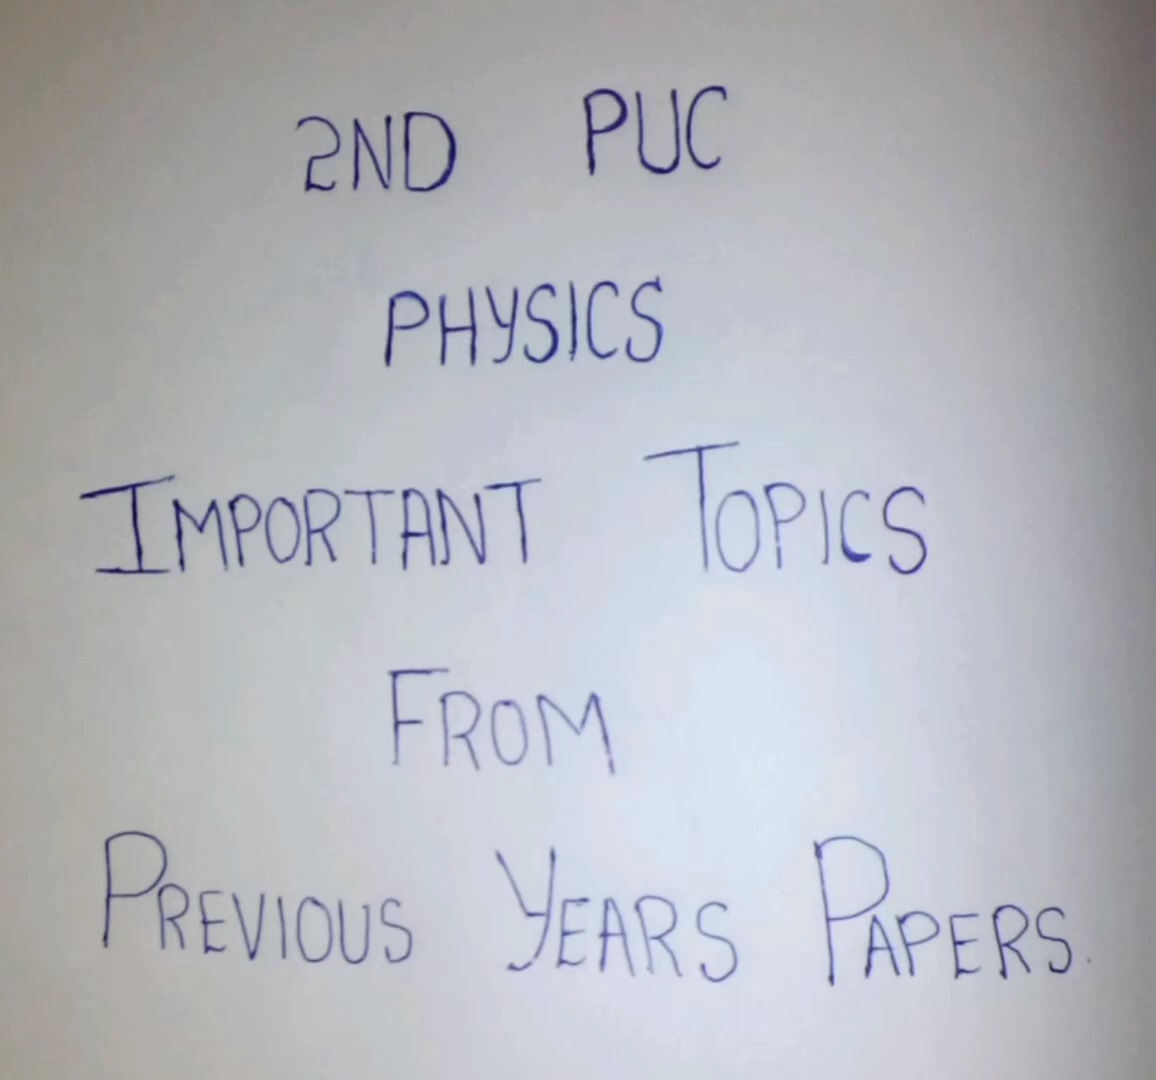 2ND PUC
PHYSICS
IMPORTANT TOPICS
FROM
PREVIOUS YEARS PAPERS.